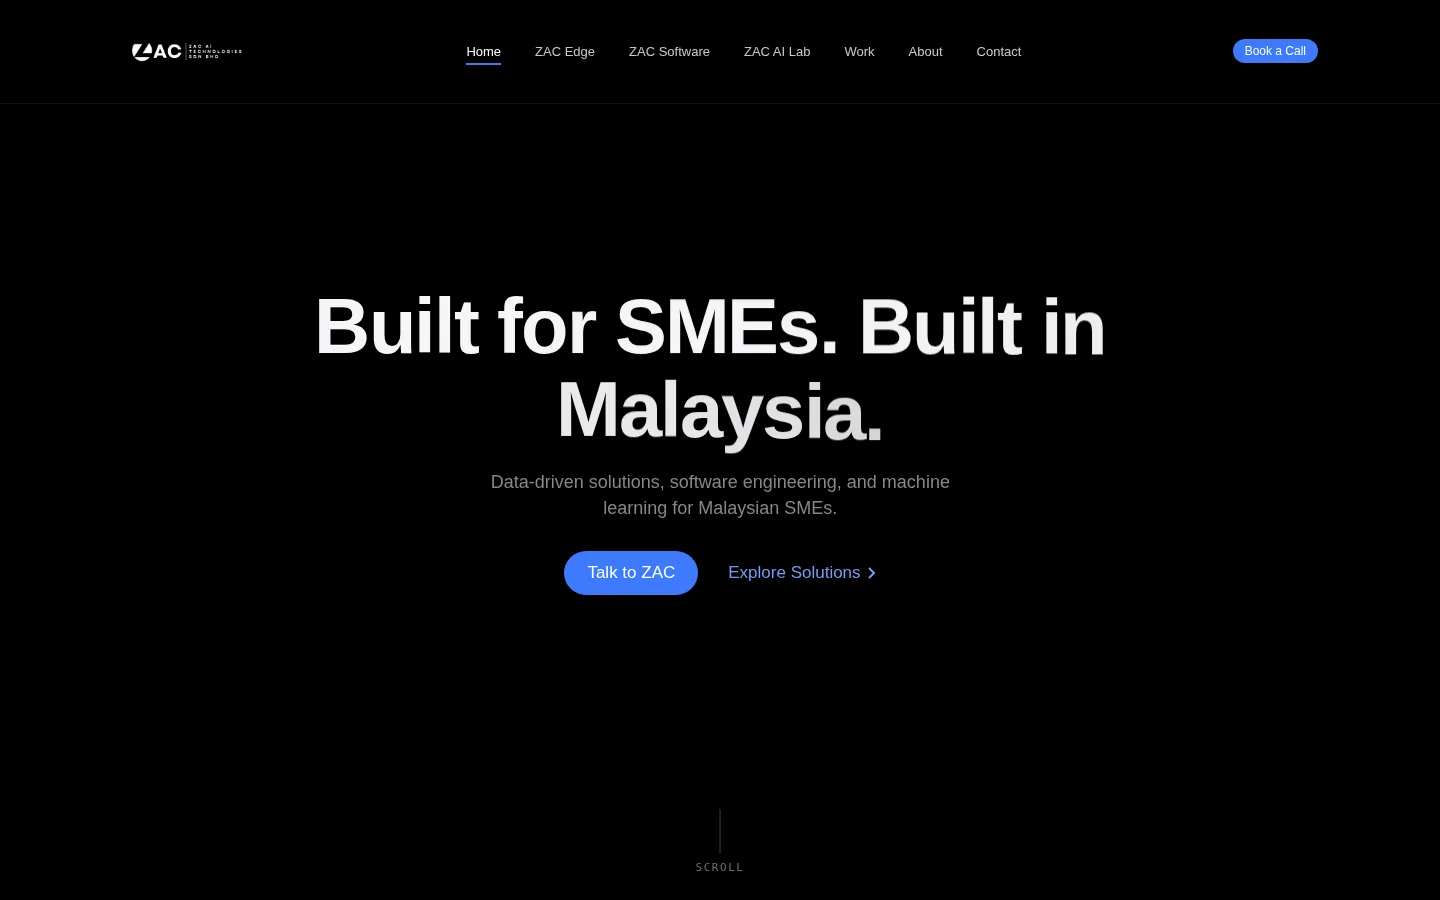 ZAC
ZAC AI
TECHNOLOGIES
SDN BHD
Home
ZAC Edge
ZAC Software
ZAC AI Lab
Work
About
Contact
Book a Call
Built for SMEs. Built in
Malaysia.
Data-driven solutions, software engineering, and machine
learning for Malaysian SMEs.
Talk to ZAC
Explore Solutions
SCROLL